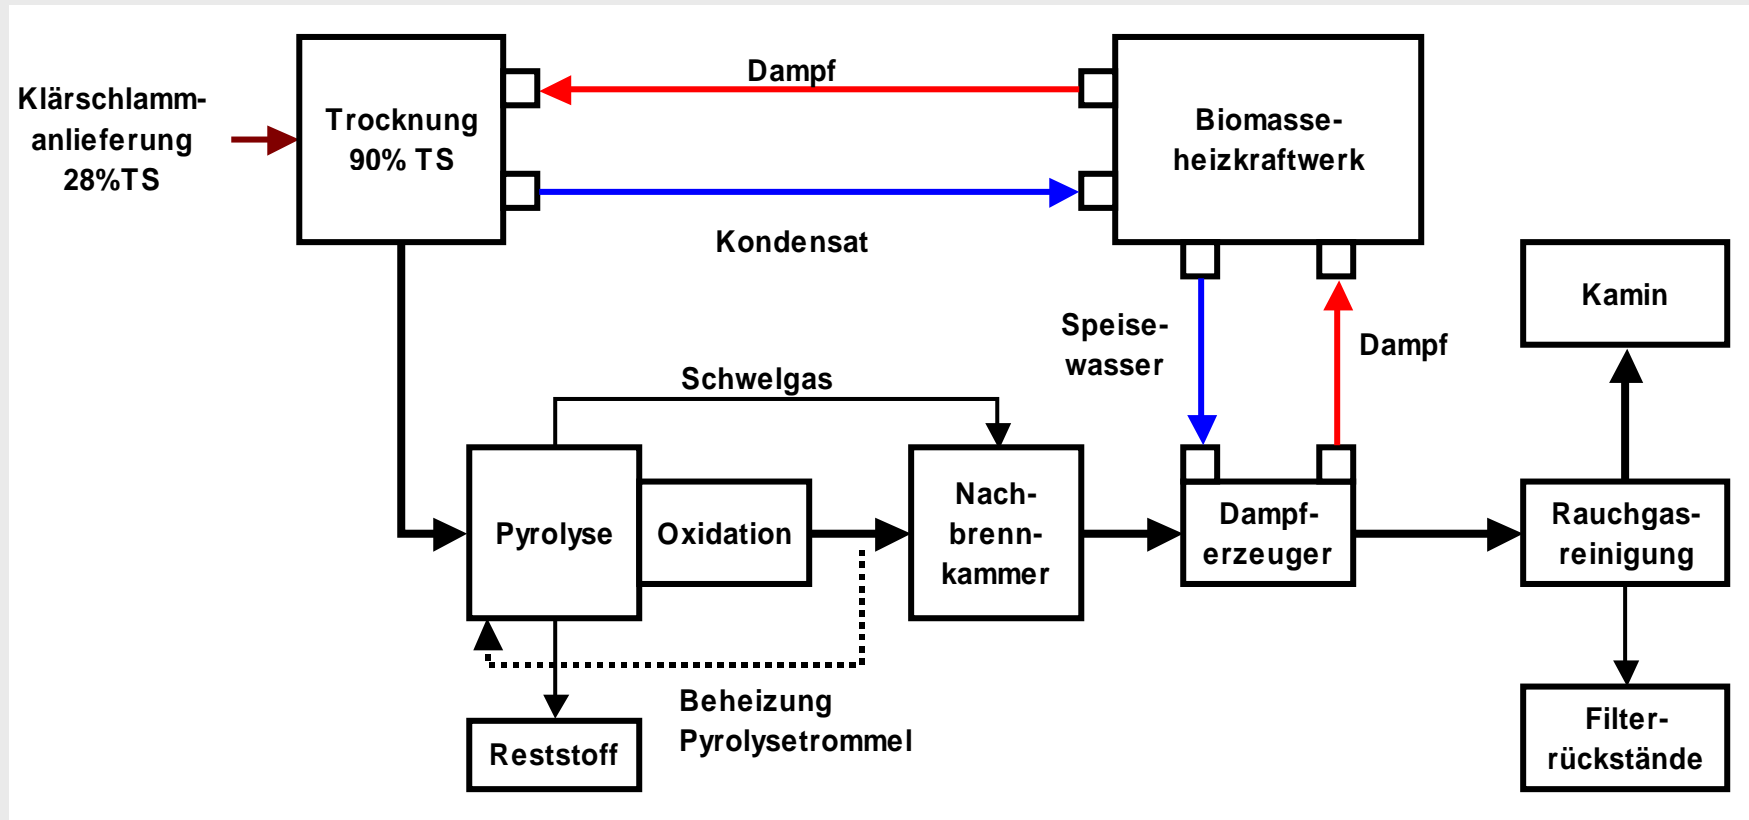 Klärschlamm-
anlieferung
28%TS
Trocknung
90% TS
Dampf
Kondensat
Biomasse-
heizkraftwerk
Speise-
wasser
Dampf
Kamin
Schwelgas
Pyrolyse
Oxidation
Nach-
brenn-
kammer
Dampf-
erzeuger
Rauchgas-
reinigung
Beheizung
Pyrolysetrommel
Reststoff
Filter-
rückstände